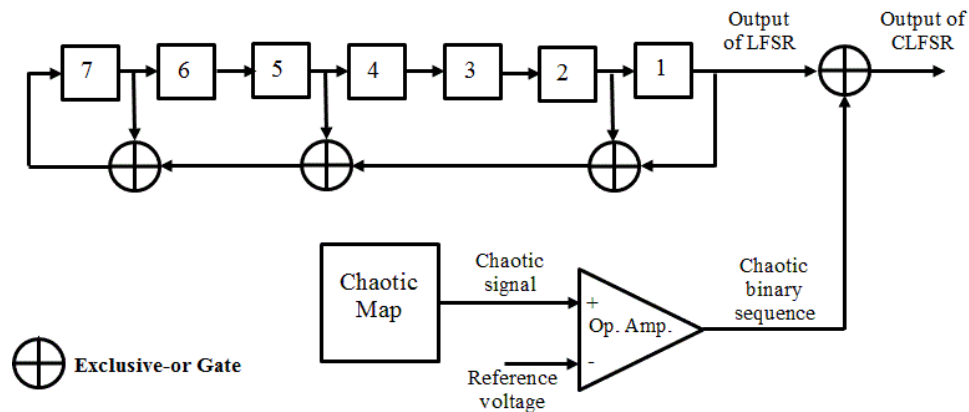 Output
of LFSR
Output of
CLFSR
7
6
5
4
3
2
1
Chaotic
Map
Chaotic
signal
+
Op. Amp.
-
Reference
voltage
Chaotic
binary
sequence
Exclusive-or Gate